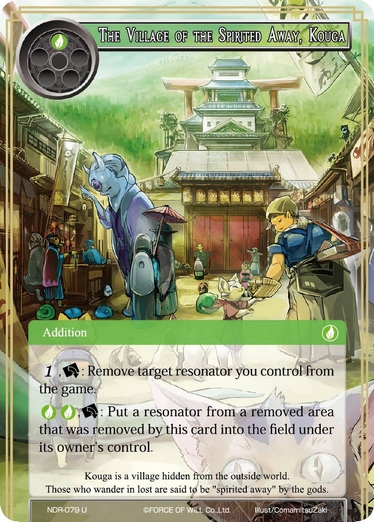 The Village of the Spirited Away, Kouga
Addition
1, : Remove target resonator you control from
the game.
, : Put a resonator from a removed area
that was removed by this card into the field under
its owner's control.
Kouga is a village hidden from the outside world.
Those who wander in lost are said to be "spirited away" by the gods.
NDR-079 U ©FORCE OF WILL Co.,Ltd. Illust/ComamitsuZaki